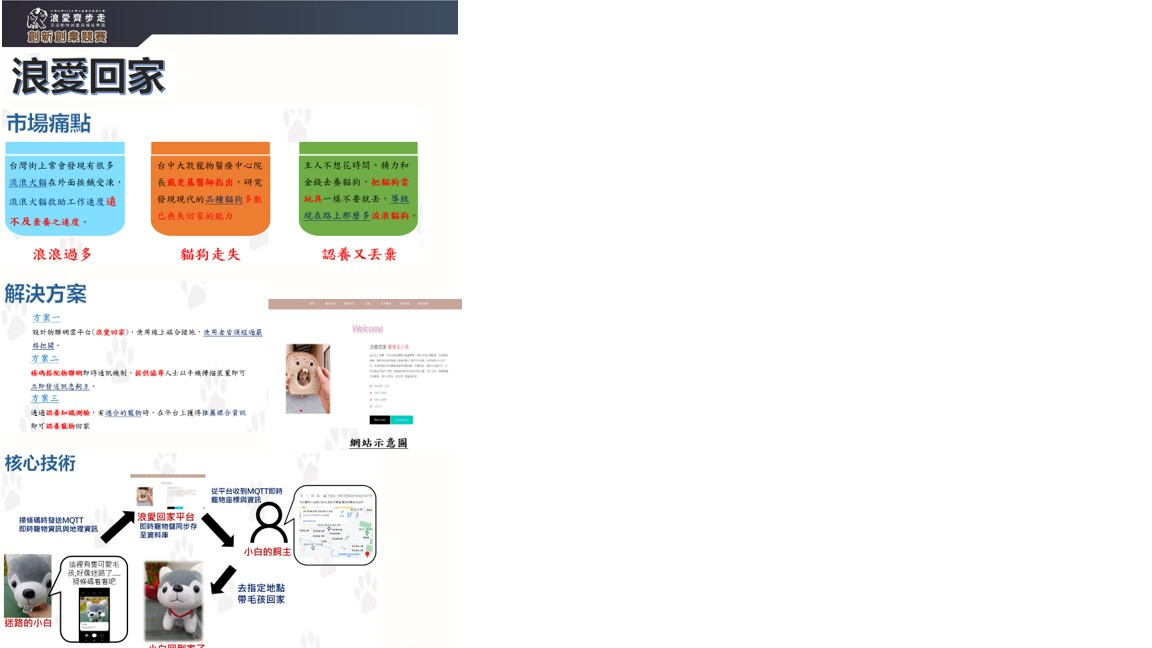 浪愛齊步走
創新創業競賽
浪愛回家
市場痛點
台灣街上常會發現有很多
流浪犬貓在外面挨餓受凍，
流浪犬貓救助工作速度遠
不及棄養之速度。
浪浪過多
台中大敦寵物醫療中心院
長戴更基醫師指出，研究
發現現代的品種貓狗多數
已喪失回家的能力
貓狗走失
主人不想花時間、精力和
金錢去養貓狗，把貓狗當
玩具一樣不要就丟，導致
現在路上那麼多流浪貓狗。
認養又丟棄
解決方案
方案一
設計物聯網雲平台(浪愛回家)，使用線上媒合措施，使用者皆須經過嚴
格把關。
方案二
條碼搭配物聯網即時通訊機制，提供協尋人士以手機掃描裝置即可
立即發送訊息飼主。
方案三
通過認養知識測驗，有適合的寵物時，在平台上獲得推薦媒合資訊
即可認養寵物回家
Welcome
網站示意圖
核心技術
掃條碼時發送MQTT
即時寵物資訊與地理資訊
浪愛回家平台
即時寵物儲同步存
至資料庫
從平台收到MQTT即時
寵物座標與資訊
小白的飼主
去指定地點
帶毛孩回家
這裡有隻可愛毛
孩,好像迷路了......
掃條碼看看吧
迷路的小白
小白回到家了